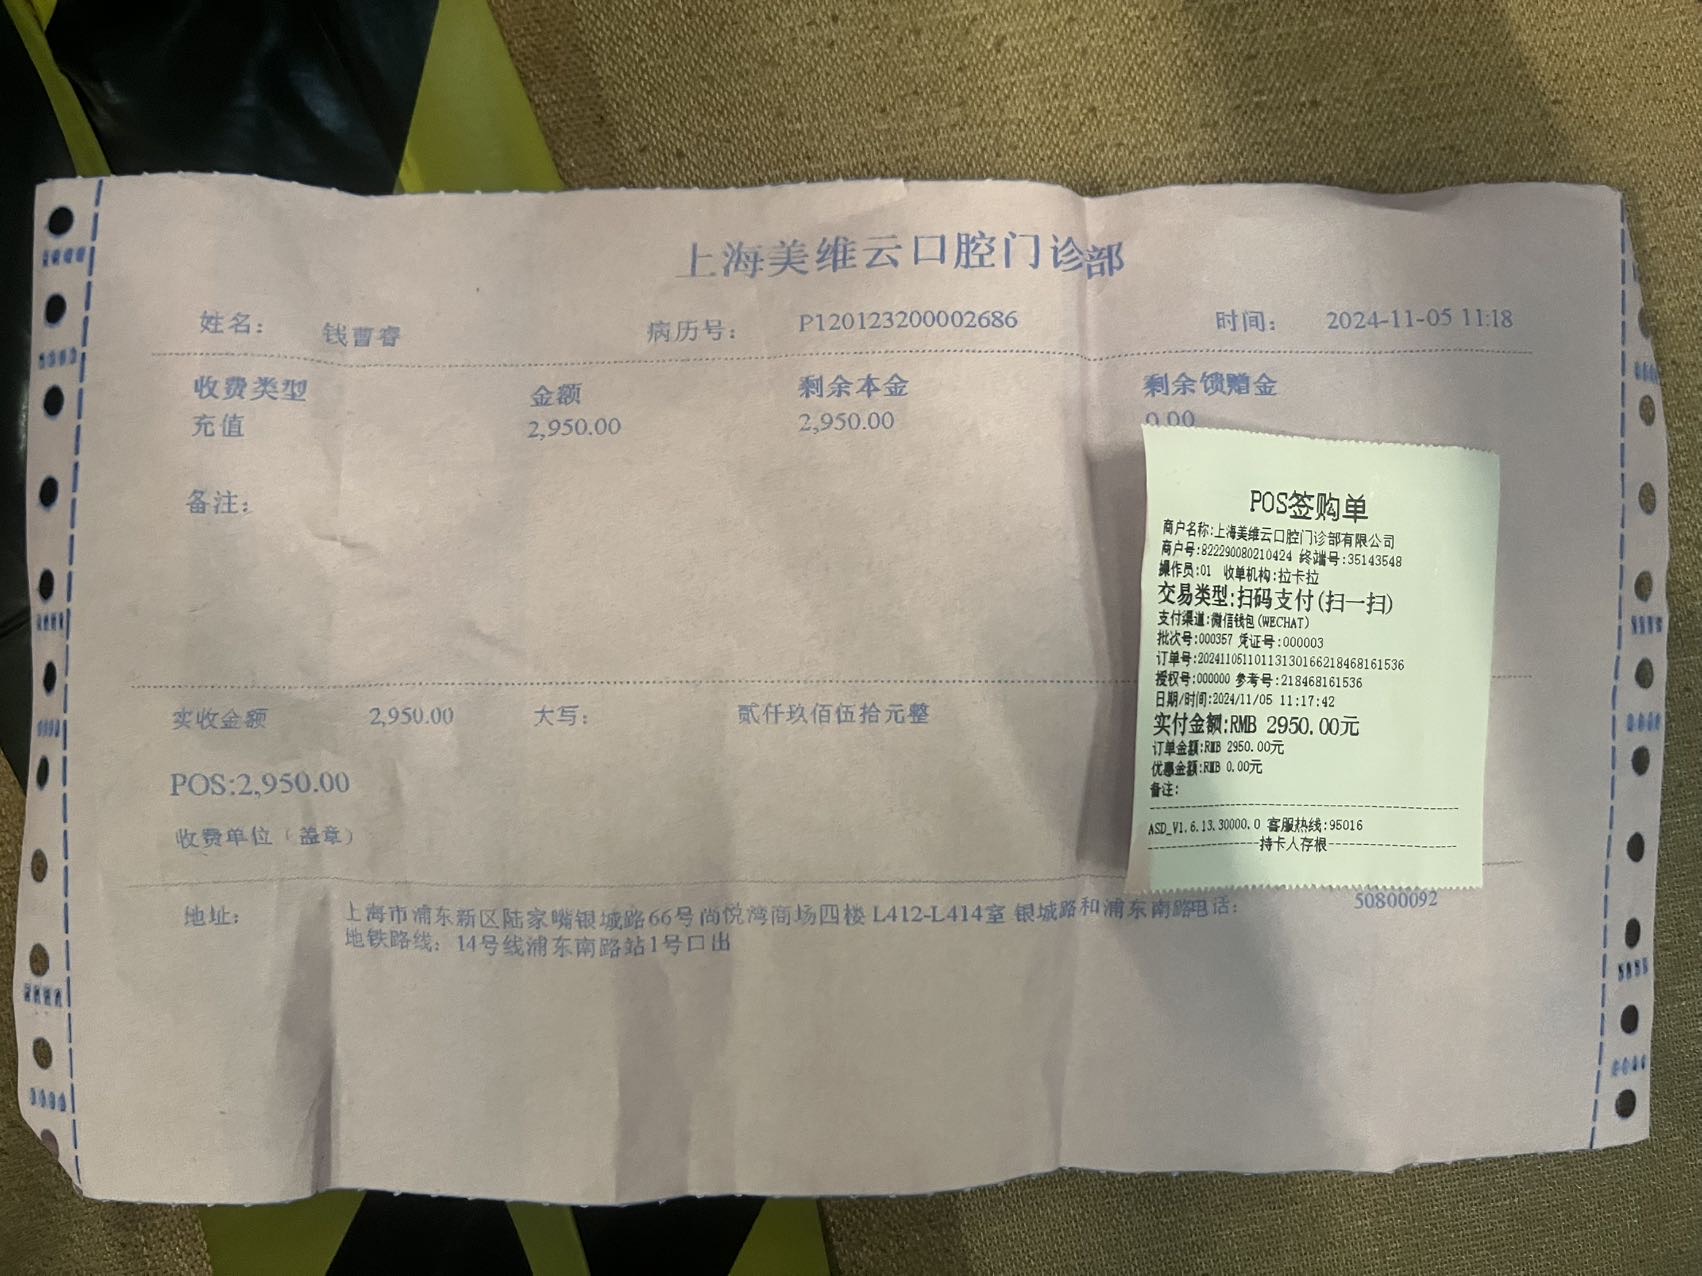 上海美维云口腔门诊部
姓名： 钱曹睿 病历号： P120123200002686 时间： 2024-11-05 11:18
收费类型 金额 剩余本金 剩余馈赠金
充值 2,950.00 2,950.00 0.00
备注：
实收金额 2,950.00 大写： 贰仟玖佰伍拾元整
POS:2,950.00
收费单位（盖章）
地址： 上海市浦东新区陆家嘴银城路66号尚悦湾商场四楼 L412-L414室 银城路和浦东南路电话： 50800092
地铁路线：14号线浦东南路站1号口出
POS签购单
商户名称:上海美维云口腔门诊部有限公司
商户号:822290080210424 终端号:35143548
操作员:01 收单机构:拉卡拉
交易类型:扫码支付(扫一扫)
支付渠道:微信钱包(WECHAT)
批次号:000357 凭证号:000003
订单号:20241105110113130166218468161536
授权号:000000 参考号:218468161536
日期/时间:2024/11/05 11:17:42
实付金额:RMB 2950.00元
订单金额:RMB 2950.00元
优惠金额:RMB 0.00元
备注:
ASD_V1.6.13.30000.0 客服热线:95016
持卡人存根